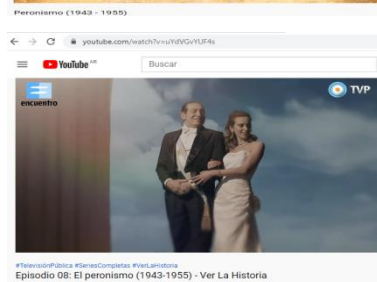 Peronismo (1943 - 1955)
youtube.com/watch?v=uYdVGvYUF4s
YouTube AR
Buscar
encuentro
TVP
#TelevisiónPública #SeriesCompletas #VerLaHistoria
Episodio 08: El peronismo (1943-1955) - Ver La Historia